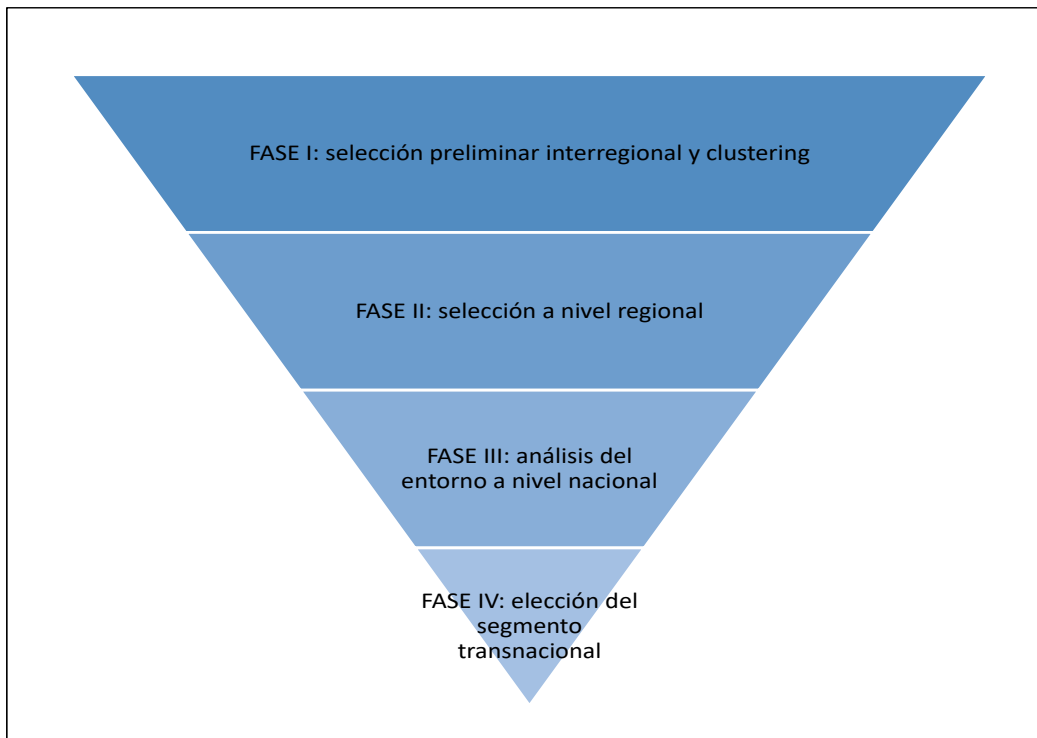 FASE I: selección preliminar interregional y clustering
FASE II: selección a nivel regional
FASE III: análisis del
entorno a nivel nacional
FASE IV: elección del
segmento
transnacional